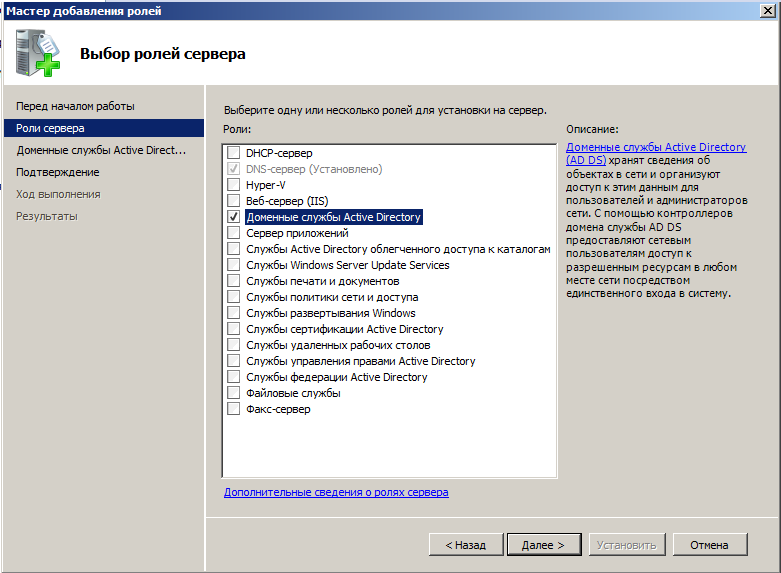 Мастер добавления ролей
Выбор ролей сервера
Перед началом работы
Роли сервера
Доменные службы Active Direct...
Подтверждение
Ход выполнения
Результаты
Выберите одну или несколько ролей для установки на сервер.
Роли:
DHCP-сервер
DNS-сервер (Установлено)
Hyper-V
Веб-сервер (IIS)
Доменные службы Active Directory
Сервер приложений
Службы Active Directory облегченного доступа к каталогам
Службы Windows Server Update Services
Службы печати и документов
Службы политики сети и доступа
Службы развертывания Windows
Службы сертификации Active Directory
Службы удаленных рабочих столов
Службы управления правами Active Directory
Службы федерации Active Directory
Файловые службы
Факс-сервер
Дополнительные сведения о ролях сервера
Описание:
Доменные службы Active Directory
(AD DS) хранят сведения об
объектах в сети и организуют
доступ к этим данным для
пользователей и администраторов
сети. С помощью контроллеров
домена службы AD DS
предоставляют сетевым
пользователям доступ к
разрешенным ресурсам в любом
месте сети посредством
единственного входа в систему.
< Назад
Далее >
Установить
Отмена